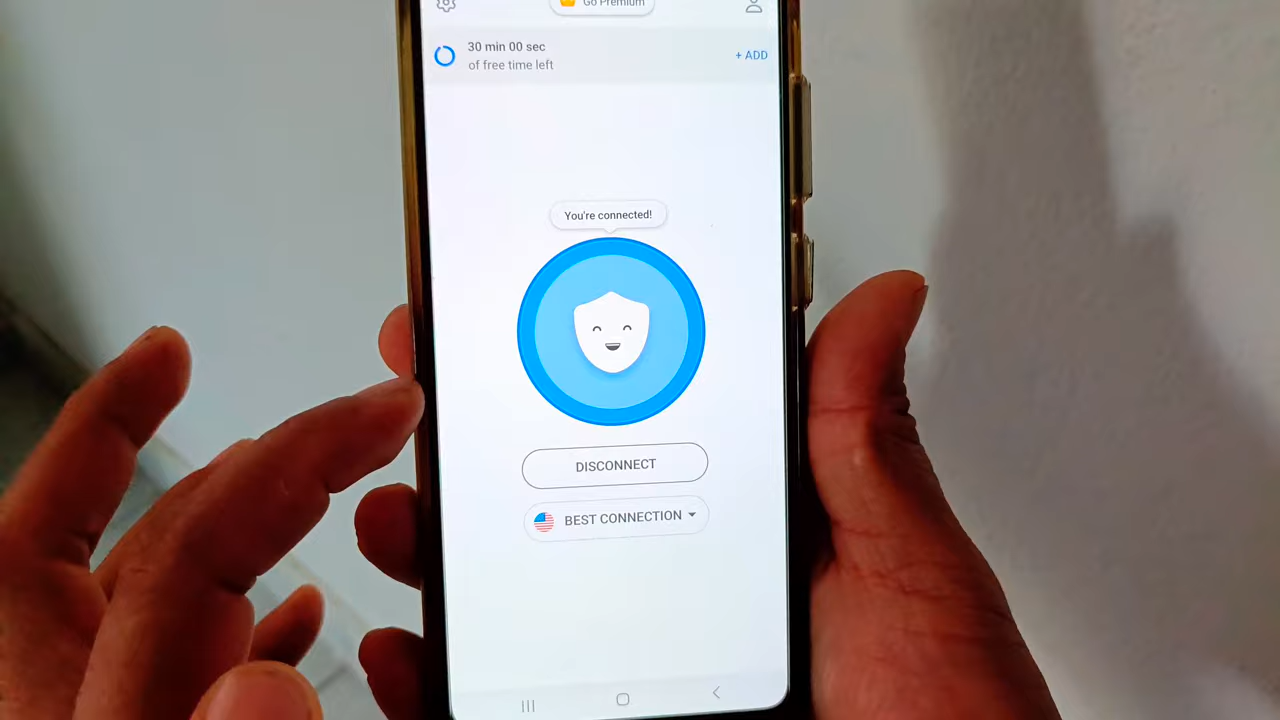 Go Premium
30 min 00 sec
of free time left
+ ADD
You're connected!
DISCONNECT
BEST CONNECTION